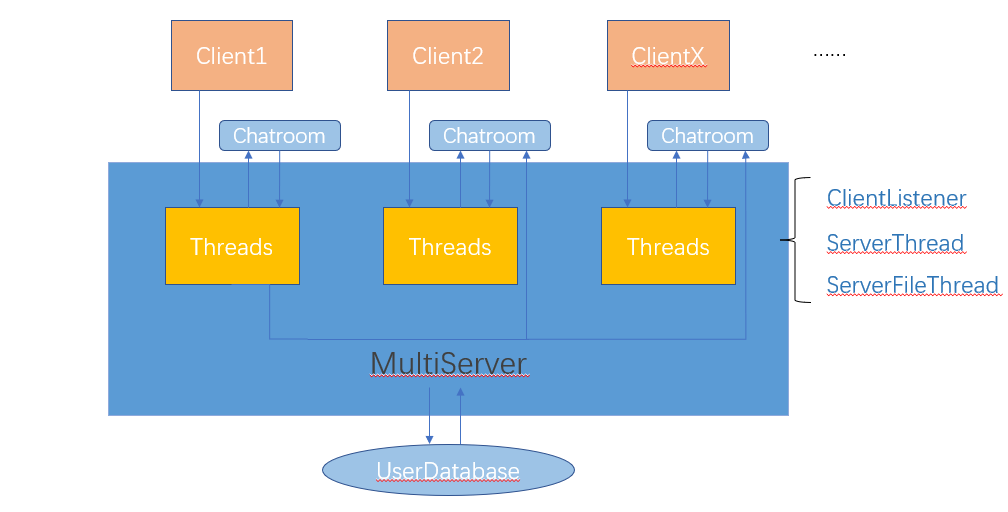 Client1
Client2
ClientX
......
Chatroom
Chatroom
Chatroom
Threads
Threads
Threads
ClientListener
ServerThread
ServerFileThread
MultiServer
UserDatabase